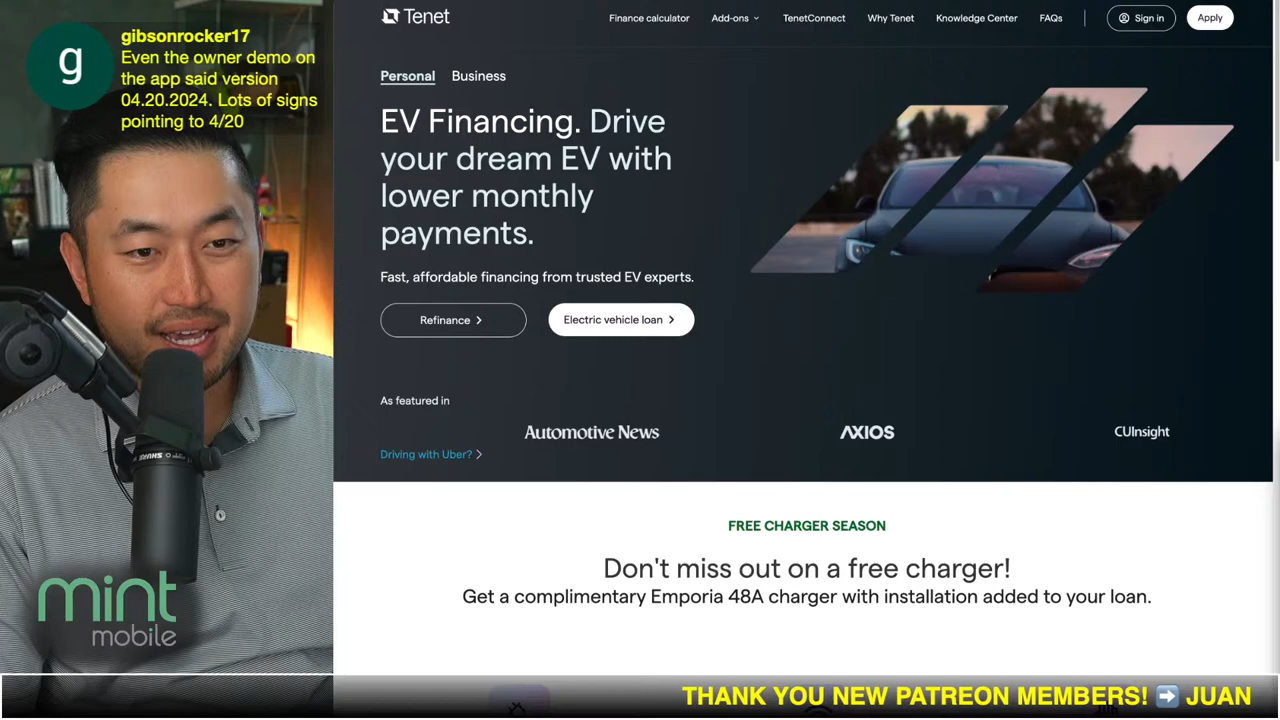 g
gibsonrocker17
Even the owner demo on
the app said version
04.20.2024. Lots of signs
pointing to 4/20
Tenet
Finance calculator
Add-ons
TenetConnect
Why Tenet
Knowledge Center
FAQs
Sign in
Apply
Personal
Business
EV Financing. Drive
your dream EV with
lower monthly
payments.
Fast, affordable financing from trusted EV experts.
Refinance
Electric vehicle loan
As featured in
Automotive News
AXIOS
CUInsight
Driving with Uber?
FREE CHARGER SEASON
Don't miss out on a free charger!
Get a complimentary Emporia 48A charger with installation added to your loan.
SHURE
mint
mobile
THANK YOU NEW PATREON MEMBERS! ➡️ JUAN